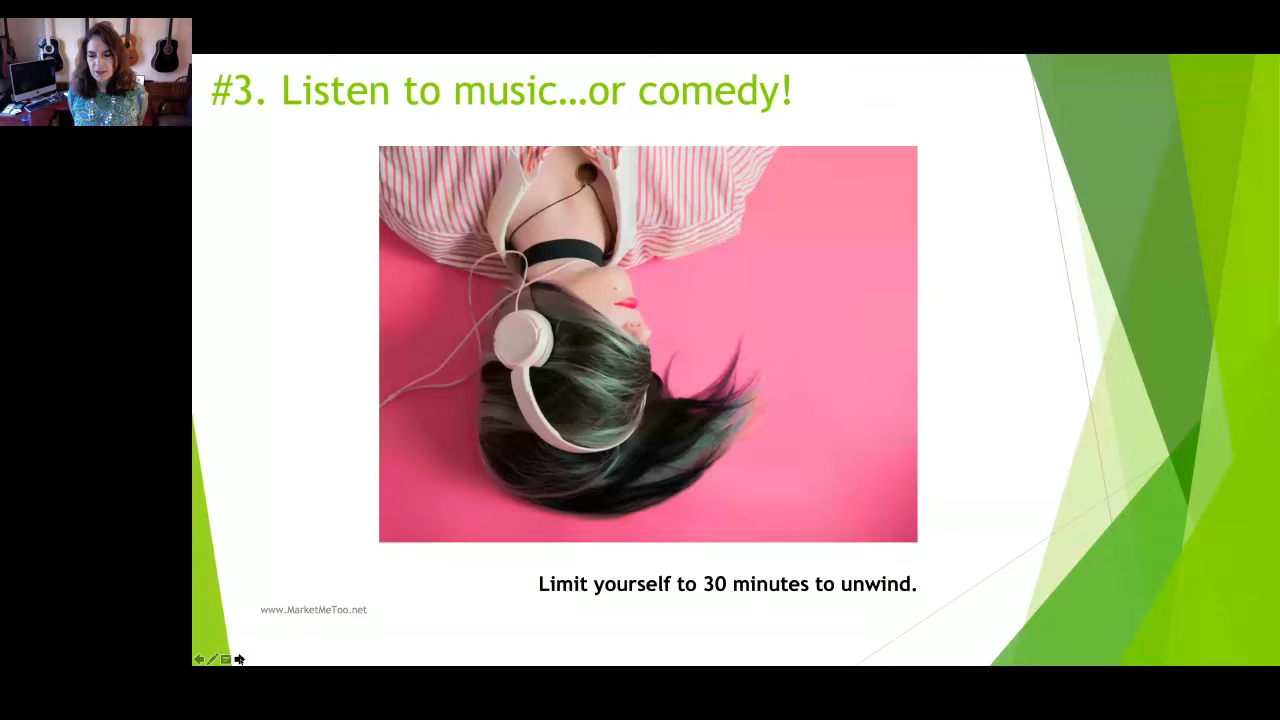 #3. Listen to music…or comedy!
Limit yourself to 30 minutes to unwind.
www.MarketMeToo.net